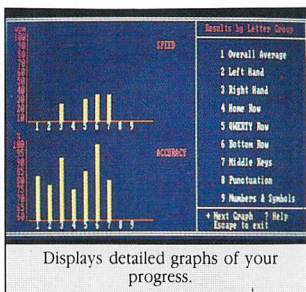 Results by Letter Group
WPM
SPEED
1 2 3 4 5 6 7 8 9
ACCURACY
1 2 3 4 5 6 7 8 9
1 Overall Average
2 Left Hand
3 Right Hand
4 Home Row
5 QWERTY Row
6 Bottom Row
7 Middle Keys
8 Punctuation
9 Numbers & Symbols
Next Graph ? Help
Escape to exit
Displays detailed graphs of your
progress.